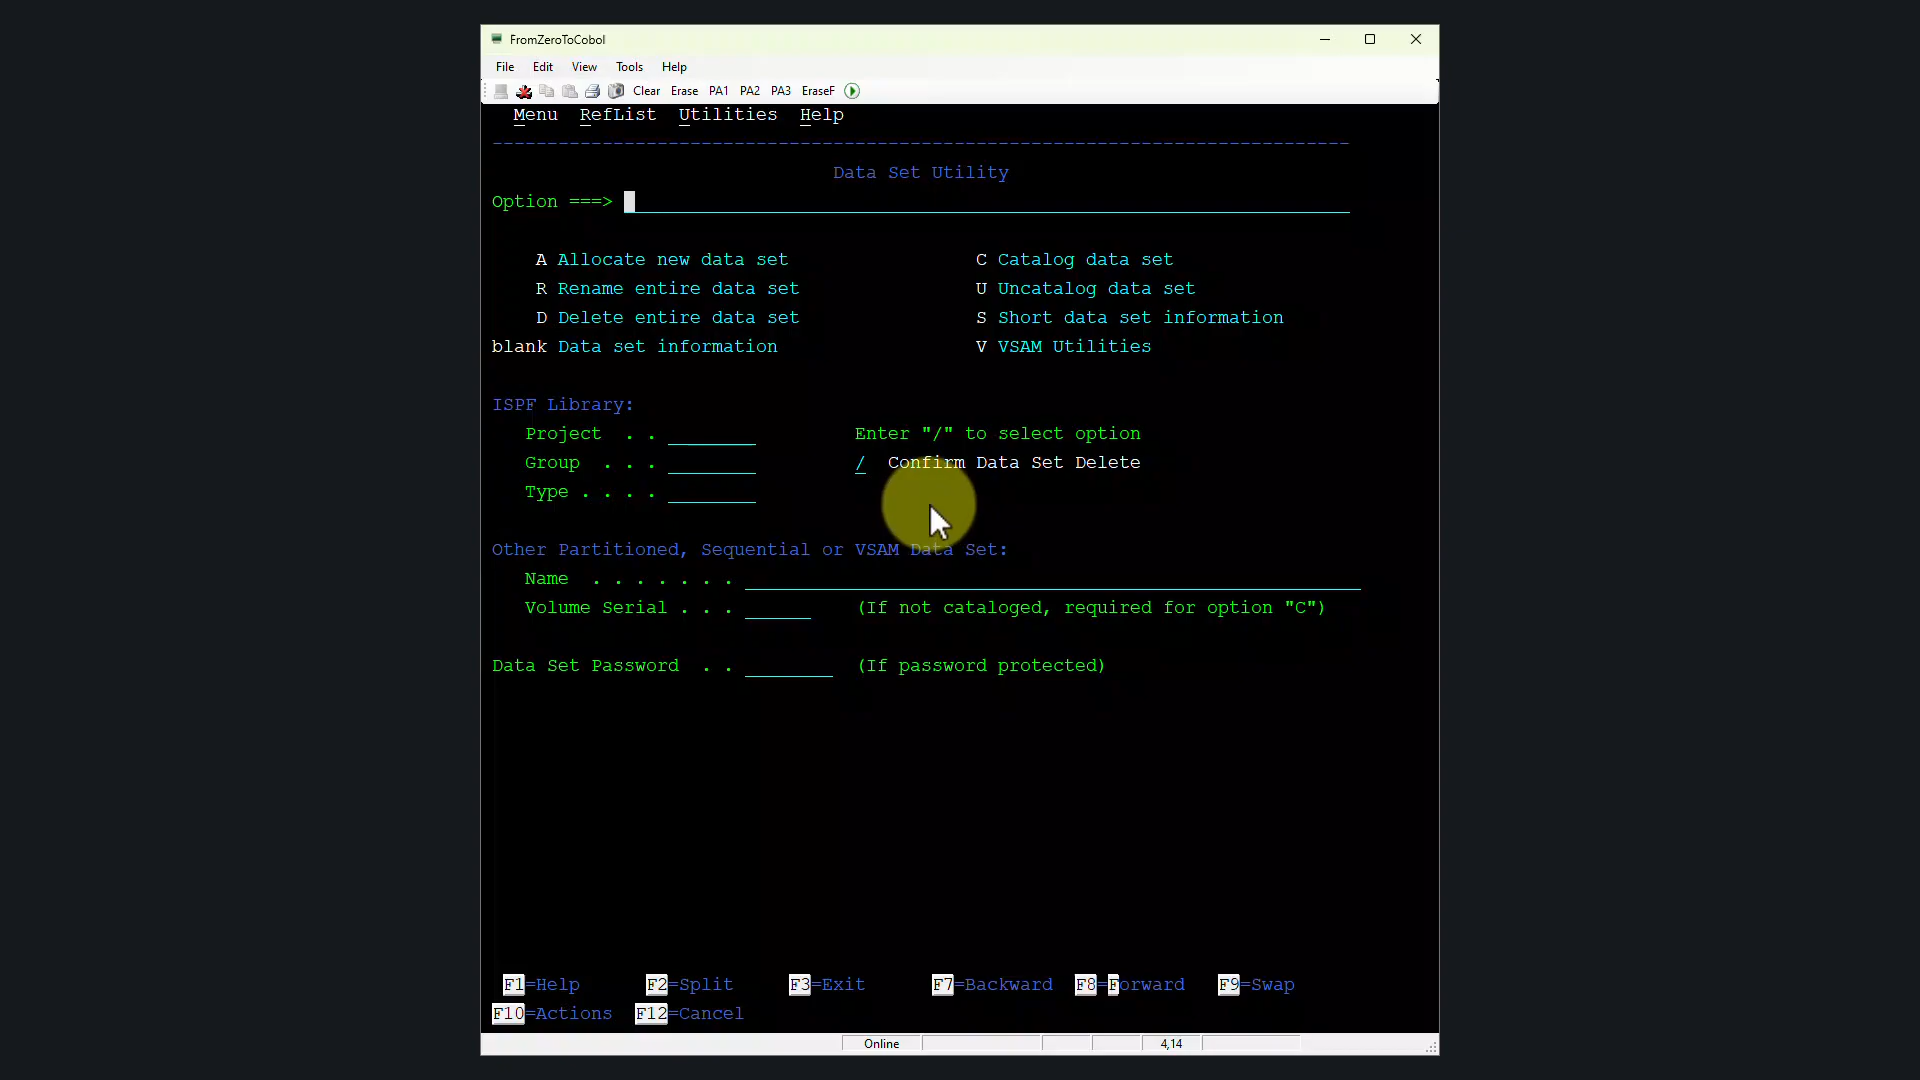 FromZeroToCobol
File Edit View Tools Help
Clear Erase PA1 PA2 PA3 EraseF
Menu RefList Utilities Help
Data Set Utility
Option ===>
A Allocate new data set C Catalog data set
R Rename entire data set U Uncatalog data set
D Delete entire data set S Short data set information
blank Data set information V VSAM Utilities
ISPF Library:
Project . . Enter "/" to select option
Group . . . / Confirm Data Set Delete
Type . . . .
Other Partitioned, Sequential or VSAM Data Set:
Name . . . . . . .
Volume Serial . . . (If not cataloged, required for option "C")
Data Set Password . . (If password protected)
F1=Help F2=Split F3=Exit F7=Backward F8=Forward F9=Swap
F10=Actions F12=Cancel
Online 4,14